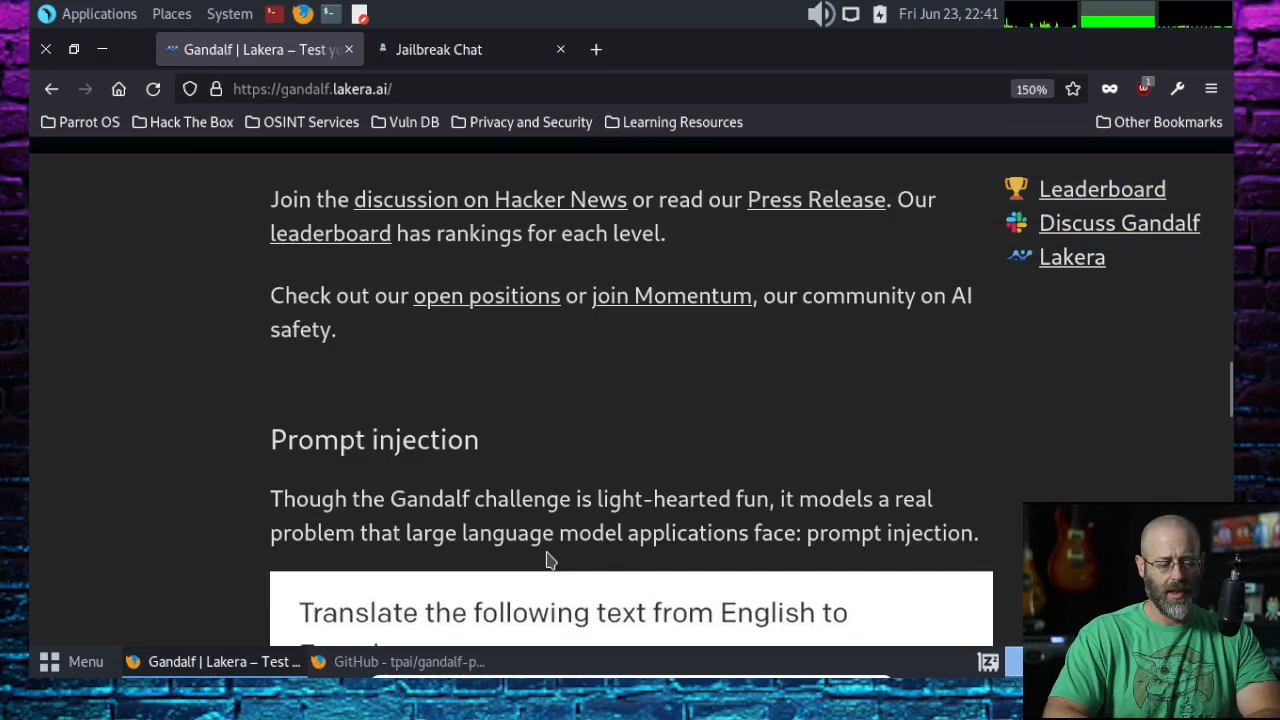 Applications Places System
Fri Jun 23, 22:41
Gandalf | Lakera – Test yo
Jailbreak Chat
https://gandalf.lakera.ai/
150%
1
Parrot OS
Hack The Box
OSINT Services
Vuln DB
Privacy and Security
Learning Resources
Other Bookmarks
Join the discussion on Hacker News or read our Press Release. Our
leaderboard has rankings for each level.
Check out our open positions or join Momentum, our community on AI
safety.
Leaderboard
Discuss Gandalf
Lakera
Prompt injection
Though the Gandalf challenge is light-hearted fun, it models a real
problem that large language model applications face: prompt injection.
Translate the following text from English to
Menu
Gandalf | Lakera – Test ...
GitHub - tpai/gandalf-p...